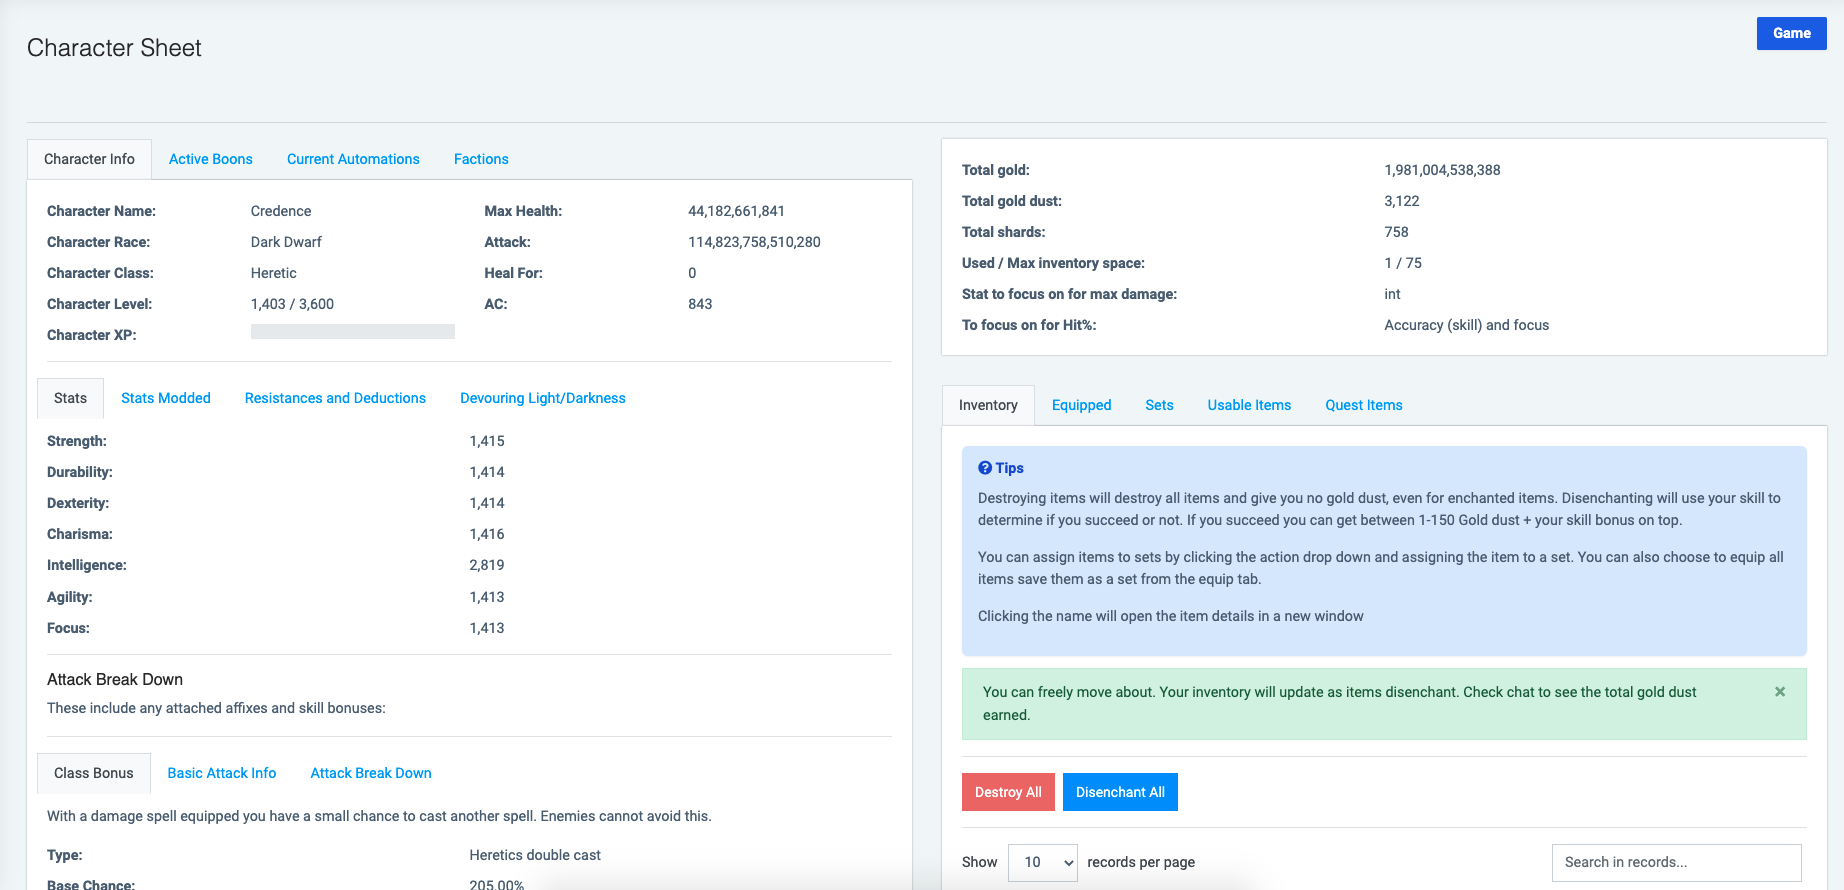 Character Sheet
Game
Character Info
Active Boons
Current Automations
Factions
Character Name: Credence
Max Health: 44,182,661,841
Character Race: Dark Dwarf
Attack: 114,823,758,510,280
Character Class: Heretic
Heal For: 0
Character Level: 1,403 / 3,600
AC: 843
Character XP:
Stats
Stats Modded
Resistances and Deductions
Devouring Light/Darkness
Strength: 1,415
Durability: 1,414
Dexterity: 1,414
Charisma: 1,416
Intelligence: 2,819
Agility: 1,413
Focus: 1,413
Attack Break Down
These include any attached affixes and skill bonuses:
Class Bonus
Basic Attack Info
Attack Break Down
With a damage spell equipped you have a small chance to cast another spell. Enemies cannot avoid this.
Type: Heretics double cast
Base Chance: 205.00%
Total gold: 1,981,004,538,388
Total gold dust: 3,122
Total shards: 758
Used / Max inventory space: 1 / 75
Stat to focus on for max damage: int
To focus on for Hit%: Accuracy (skill) and focus
Inventory
Equipped
Sets
Usable Items
Quest Items
Tips
Destroying items will destroy all items and give you no gold dust, even for enchanted items. Disenchanting will use your skill to
determine if you succeed or not. If you succeed you can get between 1-150 Gold dust + your skill bonus on top.
You can assign items to sets by clicking the action drop down and assigning the item to a set. You can also choose to equip all
items save them as a set from the equip tab.
Clicking the name will open the item details in a new window
You can freely move about. Your inventory will update as items disenchant. Check chat to see the total gold dust
earned.
Destroy All
Disenchant All
Show 10 records per page
Search in records...